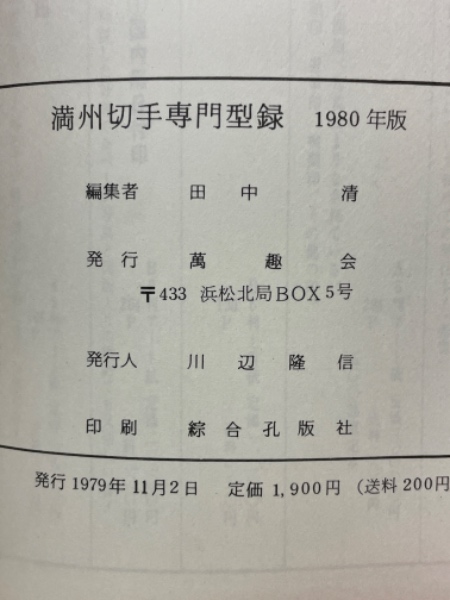 満州切手専門型録 1980年版
編集者 田中 清
発行 萬趣会
〒433 浜松北局BOX5号
発行人 川辺隆信
印刷 綜合孔版社
発行 1979年11月2日 定価 1,900円 (送料200円